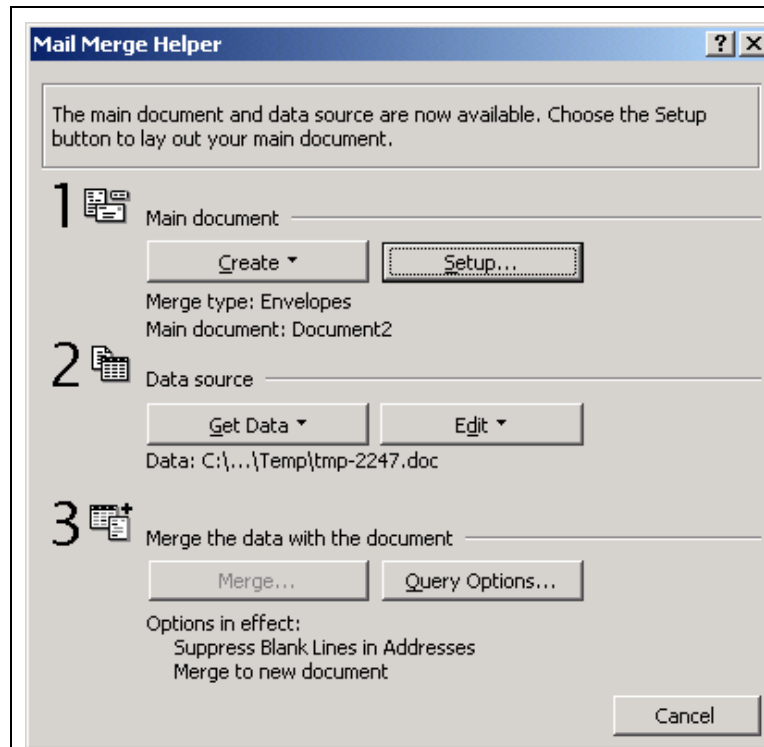 Mail Merge Helper
The main document and data source are now available. Choose the Setup
button to lay out your main document.
1
Main document
Create Setup...
Merge type: Envelopes
Main document: Document2
2
Data source
Get Data Edit
Data: C:\...\Temp\tmp-2247.doc
3
Merge the data with the document
Merge... Query Options...
Options in effect:
Suppress Blank Lines in Addresses
Merge to new document
Cancel